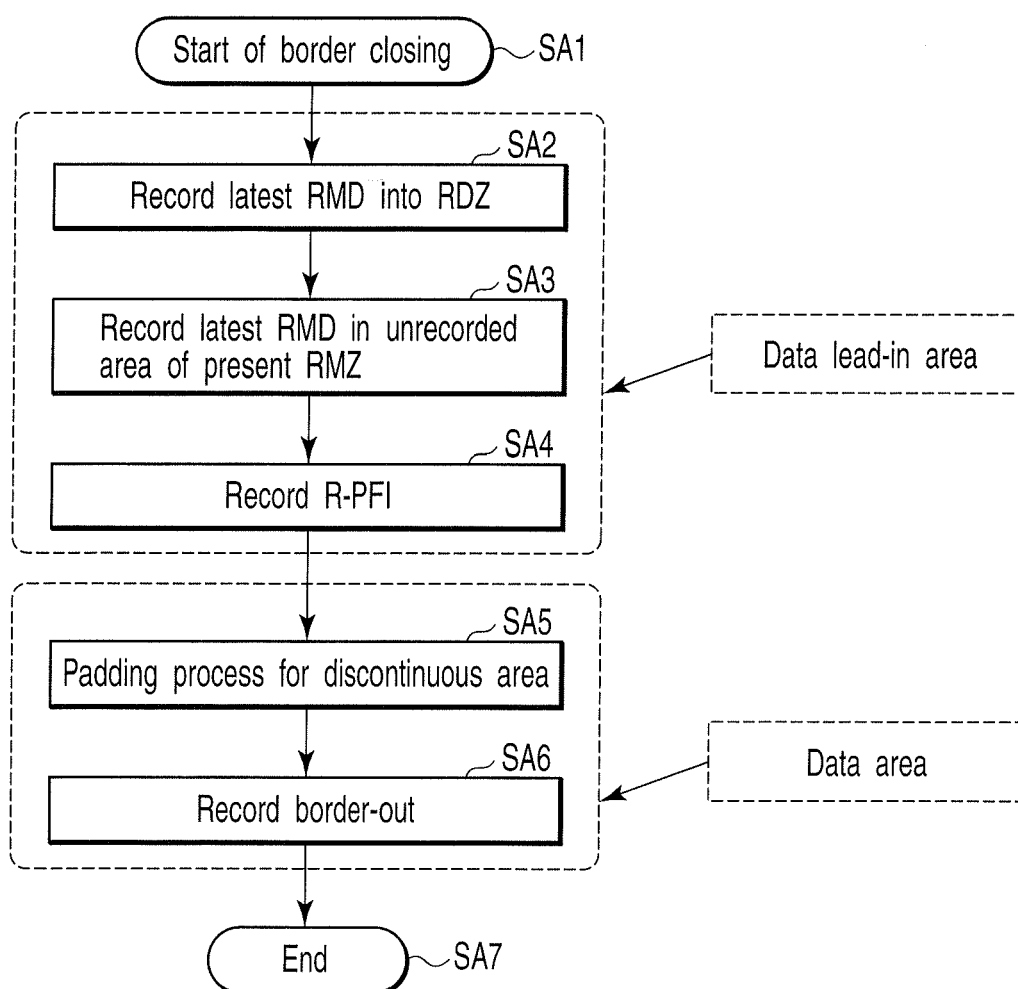 Start of border closing
SA1
SA2
Record latest RMD into RDZ
SA3
Record latest RMD in unrecorded
area of present RMZ
Data lead-in area
SA4
Record R-PFI
SA5
Padding process for discontinuous area
SA6
Record border-out
Data area
End
SA7